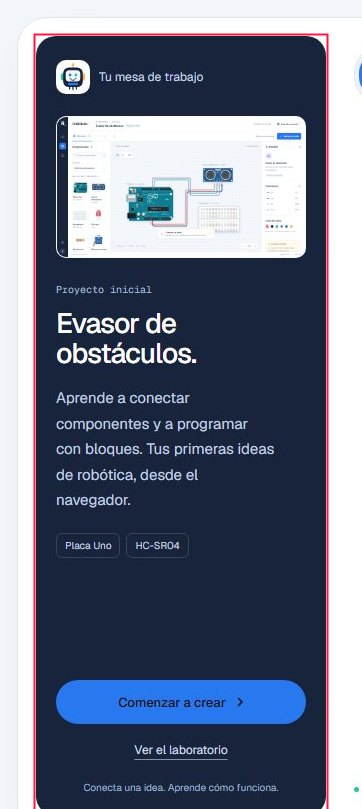 Tu mesa de trabajo
Proyecto inicial
Evasor de
obstáculos.
Aprende a conectar
componentes y a programar
con bloques. Tus primeras ideas
de robótica, desde el
navegador.
Placa Uno
HC-SR04
Comenzar a crear
Ver el laboratorio
Conecta una idea. Aprende cómo funciona.